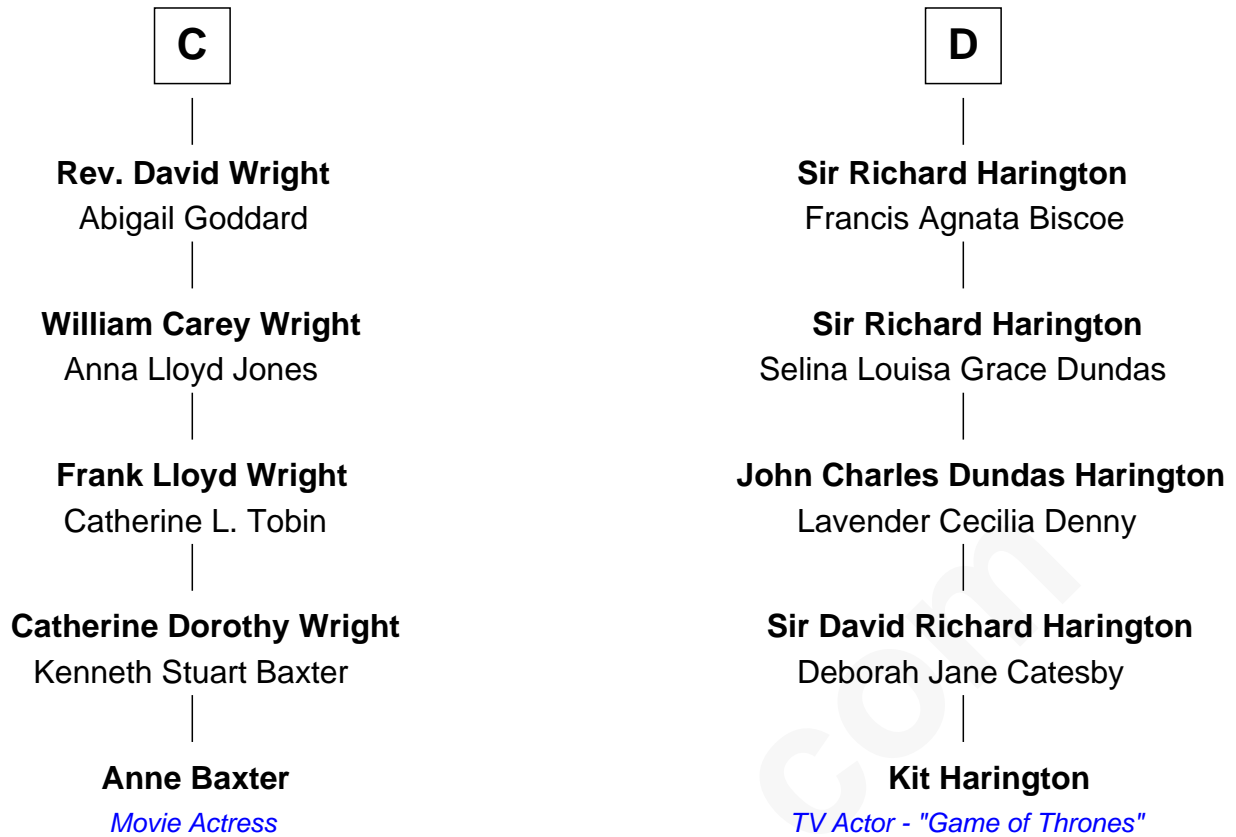 C
Rev. David Wright
Abigail Goddard
William Carey Wright
Anna Lloyd Jones
Frank Lloyd Wright
Catherine L. Tobin
Catherine Dorothy Wright
Kenneth Stuart Baxter
Anne Baxter
Movie Actress
D
Sir Richard Harington
Francis Agnata Biscoe
Sir Richard Harington
Selina Louisa Grace Dundas
John Charles Dundas Harington
Lavender Cecilia Denny
Sir David Richard Harington
Deborah Jane Catesby
Kit Harington
TV Actor - "Game of Thrones"
com